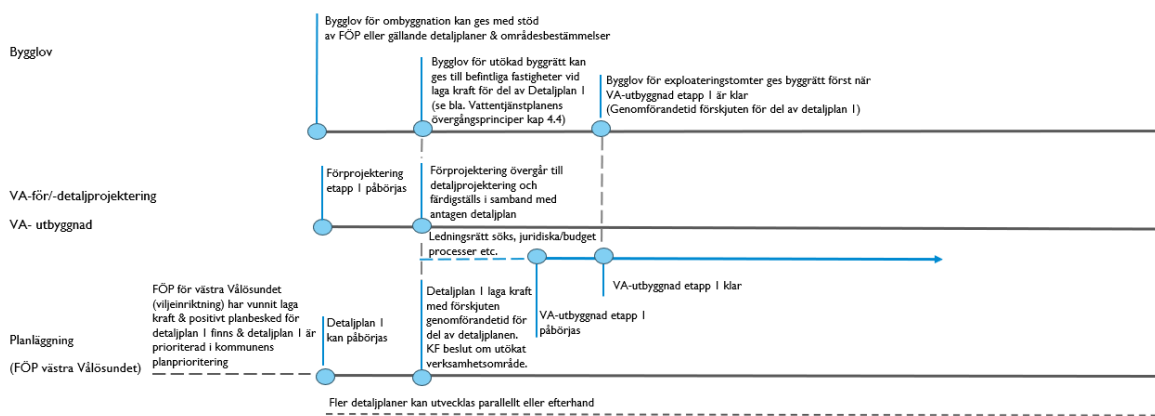 Bygglov för ombyggnation kan ges med stöd
av FÖP eller gällande detaljplaner & områdesbestämmelser
Bygglov
Bygglov för utökad byggrätt kan
ges till befintliga fastigheter vid
laga kraft för del av Detaljplan 1
(se bla. Vattentjänstplanens
övergångsprinciper kap 4.4)
Bygglov för exploateringstomter ges byggrätt först när
VA-utbyggnad etapp 1 är klar
(Genomförandetid förskjuten för del av detaljplan 1)
VA-för/-detaljprojektering
VA- utbyggnad
Förprojektering
etapp 1 påbörjas
Förprojektering övergår till
detaljprojektering och
färdigställs i samband med
antagen detaljplan
Ledningsrätt söks, juridiska/budget
processer etc.
VA-utbyggnad etapp 1
påbörjas
VA-utbyggnad etapp 1 klar
Planläggning
(FÖP västra Vålösundet)
FÖP för västra Vålösundet
(viljeinriktning) har vunnit laga
kraft & positivt planbesked för
detaljplan 1 finns & detaljplan 1 är
prioriterad i kommunens
planprioritering
Detaljplan 1
kan påbörjas
Detaljplan 1 laga kraft
med förskjuten
genomförandetid för
del av detaljplanen.
KF beslut om utökat
verksamhetsområde.
Fler detaljplaner kan utvecklas parallellt eller efterhand